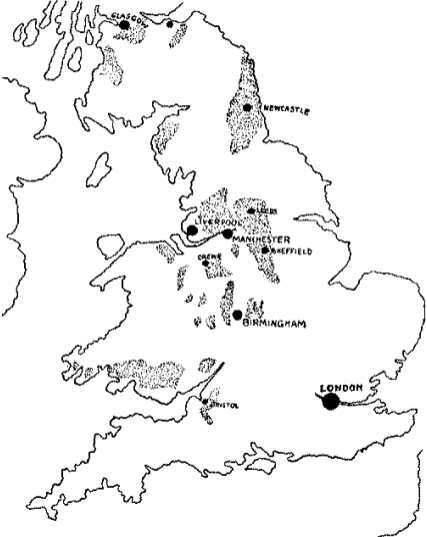 GLASGOW
NEWCASTLE
LEEDS
LIVERPOOL
MANCHESTER
SHEFFIELD
CREWE
BIRMINGHAM
LONDON
BRISTOL